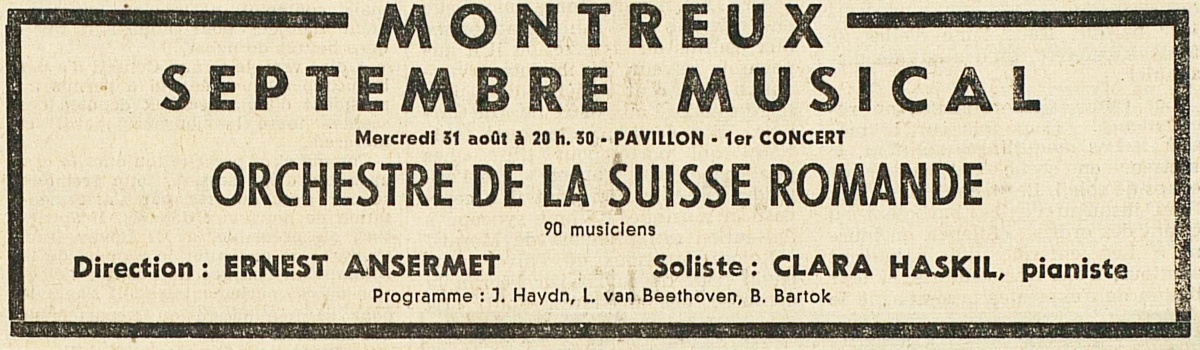 MONTREUX
SEPTEMBRE MUSICAL
Mercredi 31 août à 20 h. 30 - PAVILLON - 1er CONCERT
ORCHESTRE DE LA SUISSE ROMANDE
90 musiciens
Direction : ERNEST ANSERMET Soliste : CLARA HASKIL, pianiste
Programme : J. Haydn, L. van Beethoven, B. Bartok